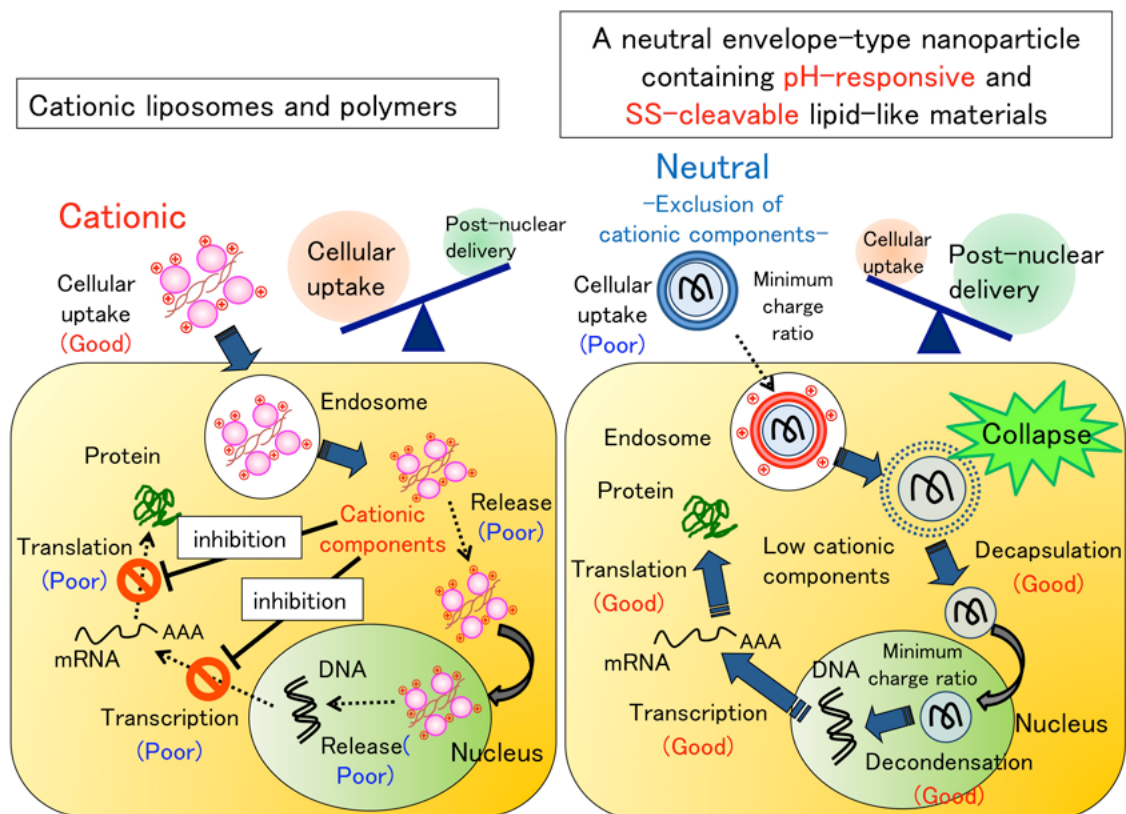 Cationic liposomes and polymers
Cationic
Cellular
uptake
(Good)
Cellular
uptake
Post-nuclear
delivery
Endosome
Protein
Release
(Poor)
Cationic
components
inhibition
Translation
(Poor)
inhibition
AAA
mRNA
DNA
Transcription
(Poor)
Release(
Poor)
Nucleus
A neutral envelope-type nanoparticle
containing pH-responsive and
SS-cleavable lipid-like materials
Neutral
-Exclusion of
cationic components-
Cellular
uptake
(Poor)
Minimum
charge
ratio
Cellular
uptake
Post-nuclear
delivery
Endosome
Collapse
Protein
Low cationic
components
Decapsulation
(Good)
Translation
(Good)
AAA
mRNA
DNA
Minimum
charge ratio
Transcription
(Good)
Nucleus
Decondensation
(Good)